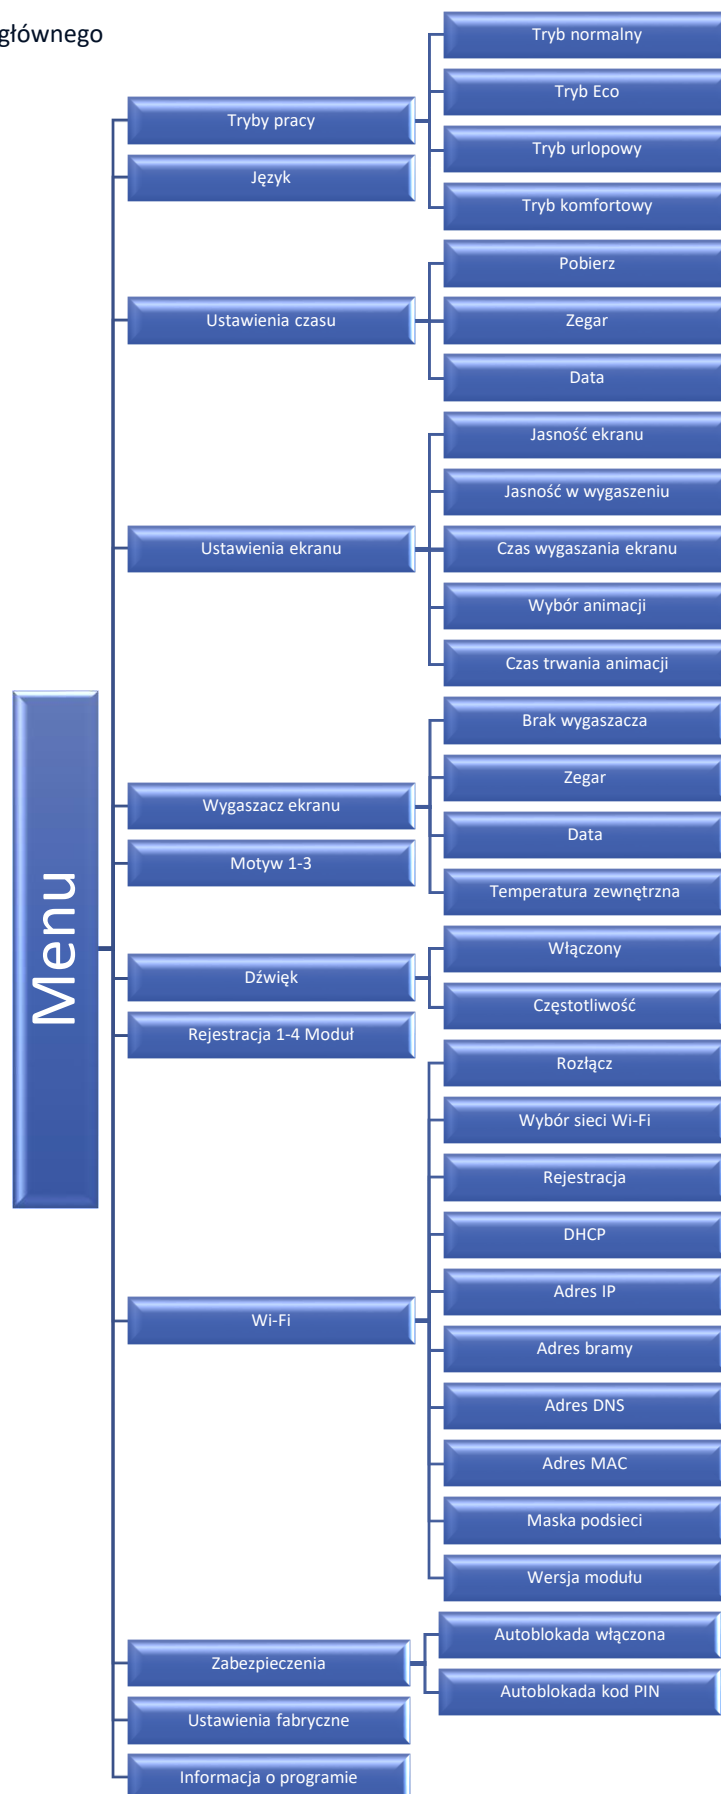 głównego
Menu
Tryby pracy
Tryb normalny
Tryb Eco
Tryb urlopowy
Tryb komfortowy
Język
Ustawienia czasu
Pobierz
Zegar
Data
Ustawienia ekranu
Jasność ekranu
Jasność w wygaszeniu
Czas wygaszania ekranu
Wybór animacji
Czas trwania animacji
Wygaszacz ekranu
Brak wygaszacza
Zegar
Data
Temperatura zewnętrzna
Motyw 1-3
Dźwięk
Włączony
Częstotliwość
Rejestracja 1-4 Moduł
Wi-Fi
Rozłącz
Wybór sieci Wi-Fi
Rejestracja
DHCP
Adres IP
Adres bramy
Adres DNS
Adres MAC
Maska podsieci
Wersja modułu
Zabezpieczenia
Autoblokada włączona
Autoblokada kod PIN
Ustawienia fabryczne
Informacja o programie